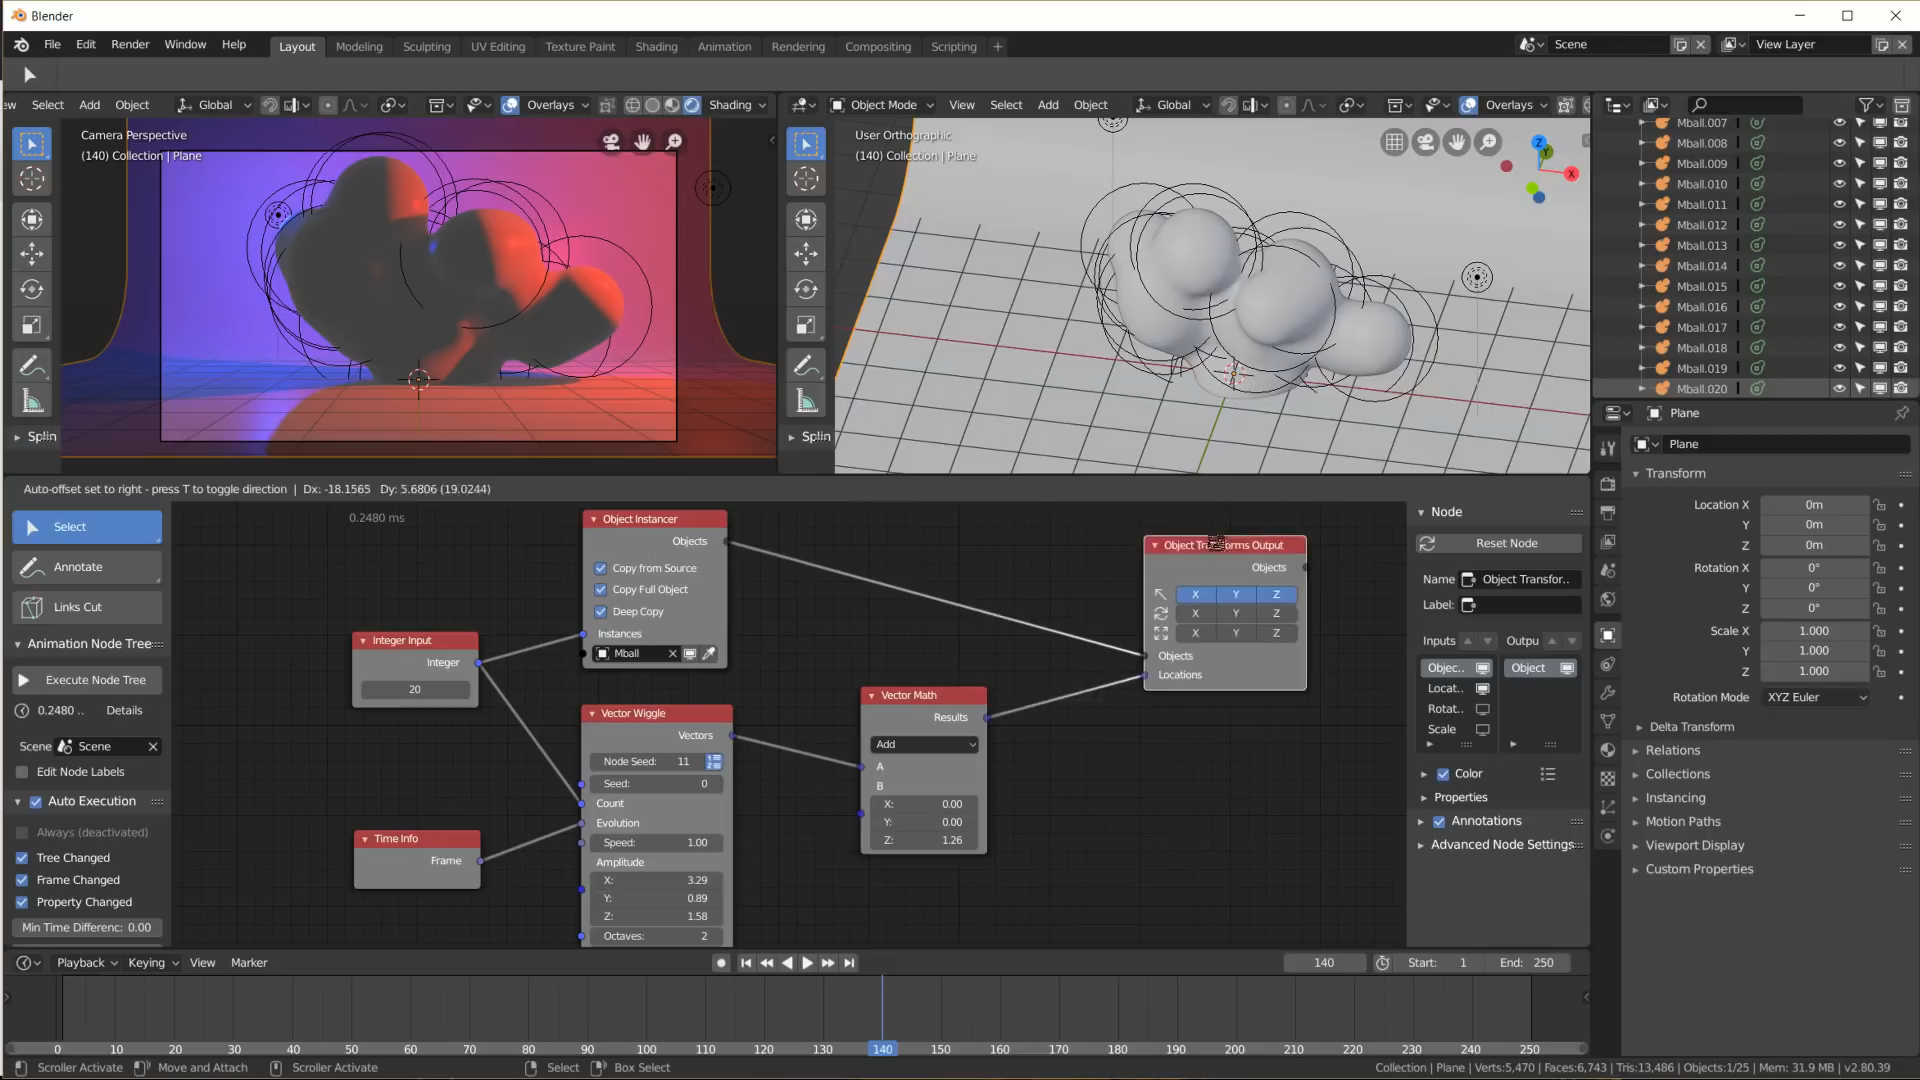 Blender
File Edit Render Window Help Layout Modeling Sculpting UV Editing Texture Paint Shading Animation Rendering Compositing Scripting + Scene View Layer
ew Select Add Object Global Overlays Shading
Object Mode View Select Add Object Global Overlays
Camera Perspective
(140) Collection | Plane
User Orthographic
(140) Collection | Plane
Z
Y
X
Splin
Splin
Mball.007
Mball.008
Mball.009
Mball.010
Mball.011
Mball.012
Mball.013
Mball.014
Mball.015
Mball.016
Mball.017
Mball.018
Mball.019
Mball.020
Plane
Plane
Transform
Location X 0m
Y 0m
Z 0m
Rotation X 0°
Y 0°
Z 0°
Scale X 1.000
Y 1.000
Z 1.000
Rotation Mode XYZ Euler
Delta Transform
Relations
Collections
Instancing
Motion Paths
Viewport Display
Custom Properties
Auto-offset set to right - press T to toggle direction | Dx: -18.1565 Dy: 5.6806 (19.0244)
Select
Annotate
Links Cut
Animation Node Tree
Execute Node Tree
0.2480 .. Details
Scene Scene
Edit Node Labels
Auto Execution
Always (deactivated)
Tree Changed
Frame Changed
Property Changed
Min Time Differenc: 0.00
0.2480 ms
Integer Input
Integer
20
Time Info
Frame
Object Instancer
Objects
Copy from Source
Copy Full Object
Deep Copy
Instances
Mball
Vector Wiggle
Vectors
Node Seed: 11
Seed: 0
Count
Evolution
Speed: 1.00
Amplitude
X: 3.29
Y: 0.89
Z: 1.58
Octaves: 2
Vector Math
Results
Add
A
B
X: 0.00
Y: 0.00
Z: 1.26
Object Transforms Output
Objects
X Y Z
X Y Z
X Y Z
Objects
Locations
Node
Reset Node
Name Object Transfor..
Label:
Inputs Outpu
Objec.. Object
Locat..
Rotat..
Scale
Color
Properties
Annotations
Advanced Node Settings
Playback Keying View Marker 140 Start: 1 End: 250
0 10 20 30 40 50 60 70 80 90 100 110 120 130 140 150 160 170 180 190 200 210 220 230 240 250
Scroller Activate Move and Attach Scroller Activate Select Box Select Collection | Plane | Verts:5,470 | Faces:6,743 | Tris:13,486 | Objects:1/25 | Mem: 31.9 MB | v2.80.39